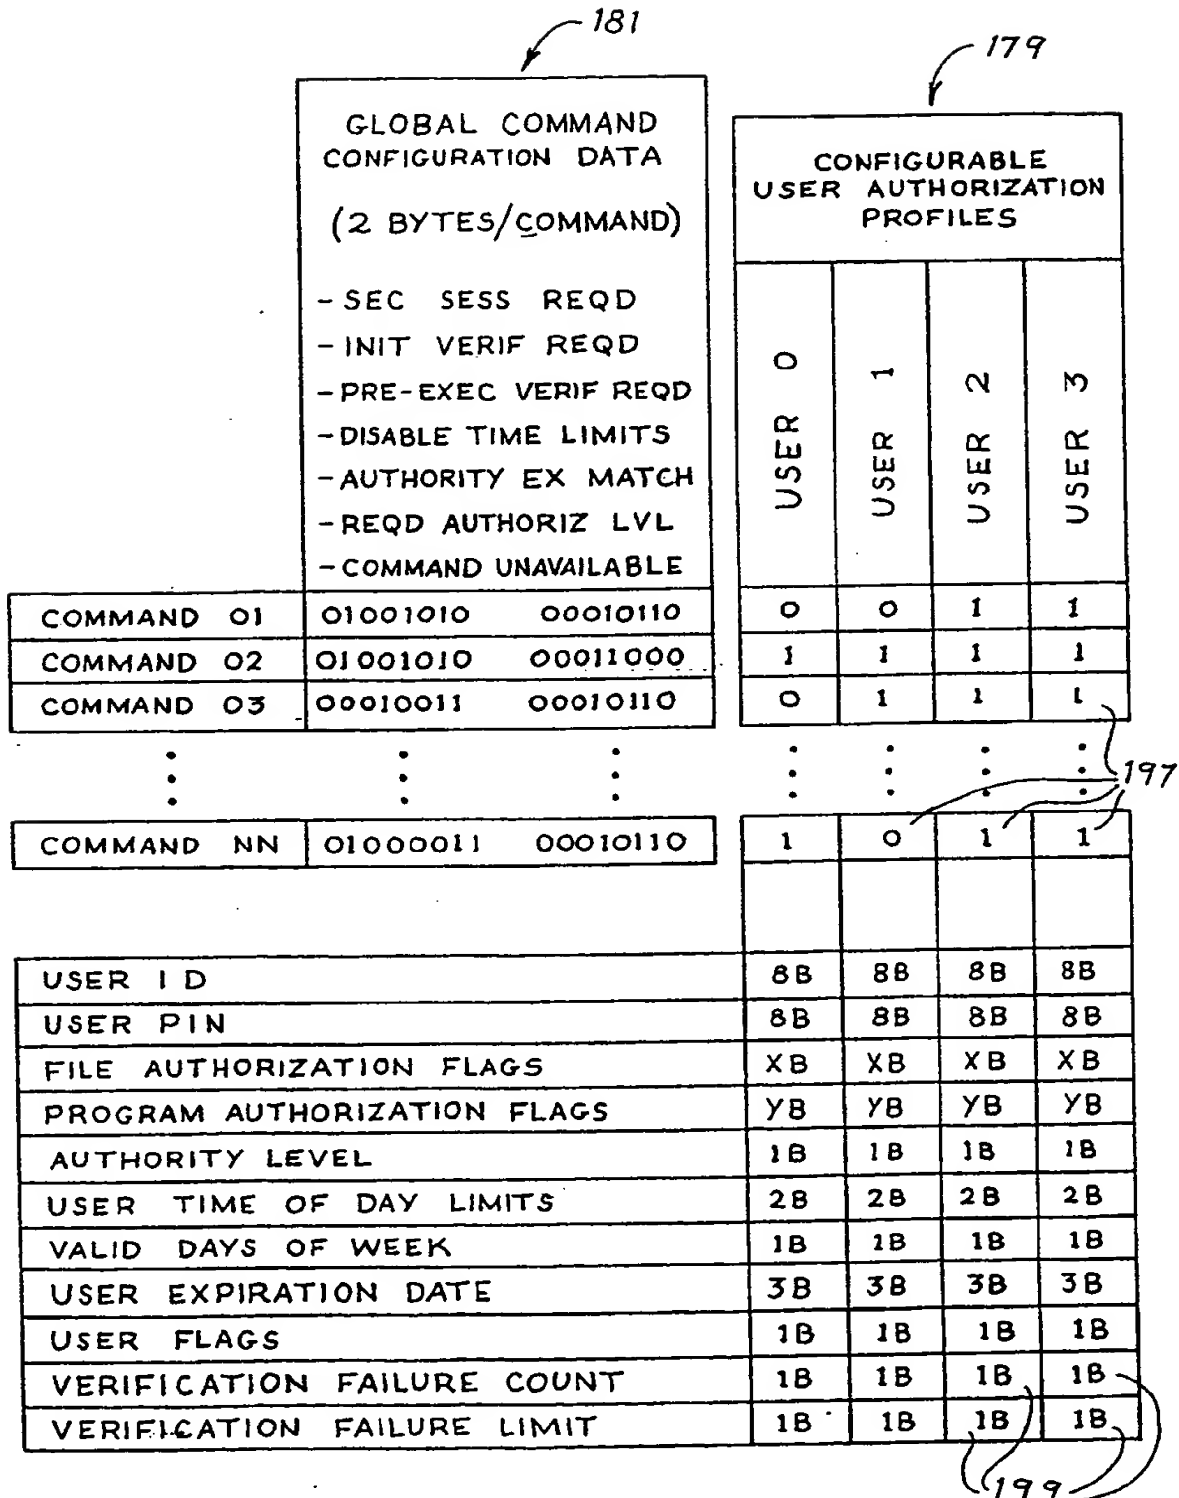 181
179
GLOBAL COMMAND
CONFIGURATION DATA
(2 BYTES/COMMAND)
- SEC SESS REQD
- INIT VERIF REQD
- PRE-EXEC VERIF REQD
- DISABLE TIME LIMITS
- AUTHORITY EX MATCH
- REQD AUTHORIZ LVL
- COMMAND UNAVAILABLE
CONFIGURABLE
USER AUTHORIZATION
PROFILES
USER 0
USER 1
USER 2
USER 3
COMMAND 01 01001010 00010110 0 0 1 1
COMMAND 02 01001010 00011000 1 1 1 1
COMMAND 03 00010011 00010110 0 1 1 1
197
COMMAND NN 01000011 00010110 1 0 1 1
USER ID 8B 8B 8B 8B
USER PIN 8B 8B 8B 8B
FILE AUTHORIZATION FLAGS XB XB XB XB
PROGRAM AUTHORIZATION FLAGS YB YB YB YB
AUTHORITY LEVEL 1B 1B 1B 1B
USER TIME OF DAY LIMITS 2B 2B 2B 2B
VALID DAYS OF WEEK 1B 1B 1B 1B
USER EXPIRATION DATE 3B 3B 3B 3B
USER FLAGS 1B 1B 1B 1B
VERIFICATION FAILURE COUNT 1B 1B 1B 1B
VERIFICATION FAILURE LIMIT 1B 1B 1B 1B
199